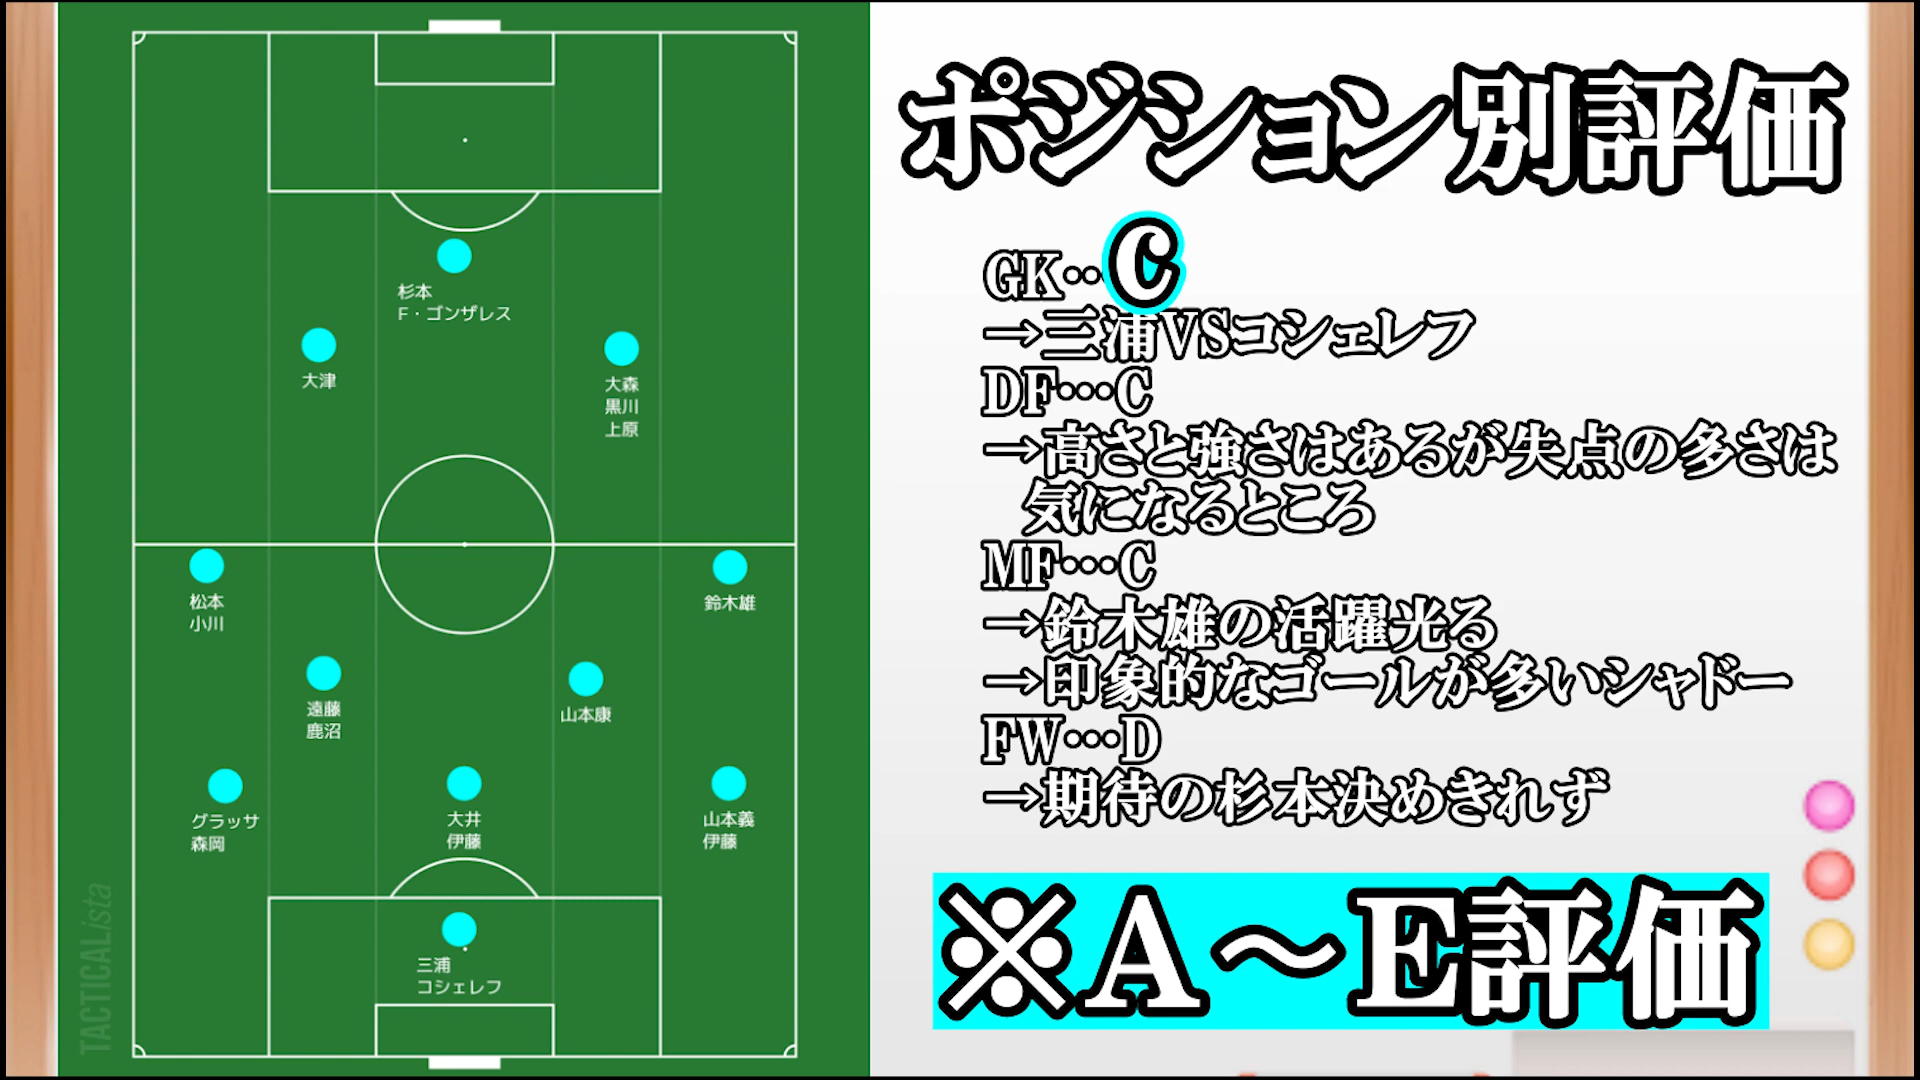 ポジション別評価
GK…C
→三浦VSコシェレフ
DF…C
→高さと強さはあるが失点の多さは
気になるところ
MF…C
→鈴木雄の活躍光る
→印象的なゴールが多いシャドー
FW…D
→期待の杉本決めきれず
※A～E評価
杉本
F・ゴンザレス
大津
大森
黒川
上原
松本
小川
鈴木雄
遠藤
鹿沼
山本康
グラッサ
森岡
大井
伊藤
山本義
伊藤
三浦
コシェレフ
TACTICALista